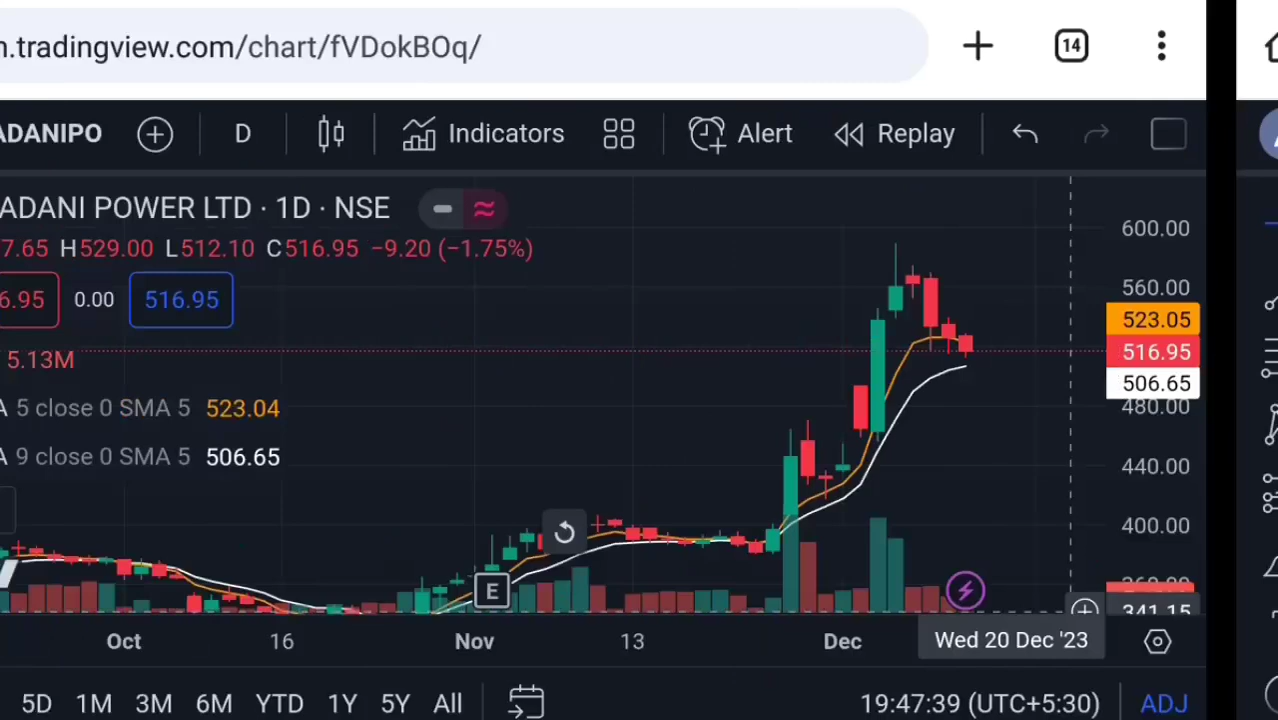 n.tradingview.com/chart/fVDokBOq/
14
ADANIPO
D
Indicators
Alert
Replay
ADANI POWER LTD · 1D · NSE
7.65 H529.00 L512.10 C516.95 −9.20 (−1.75%)
6.95 0.00 516.95
5.13M
A 5 close 0 SMA 5 523.04
A 9 close 0 SMA 5 506.65
600.00
560.00
523.05
516.95
506.65
480.00
440.00
400.00
360.00
341.15
E
Oct 16 Nov 13 Dec Wed 20 Dec '23
5D 1M 3M 6M YTD 1Y 5Y All 19:47:39 (UTC+5:30) ADJ